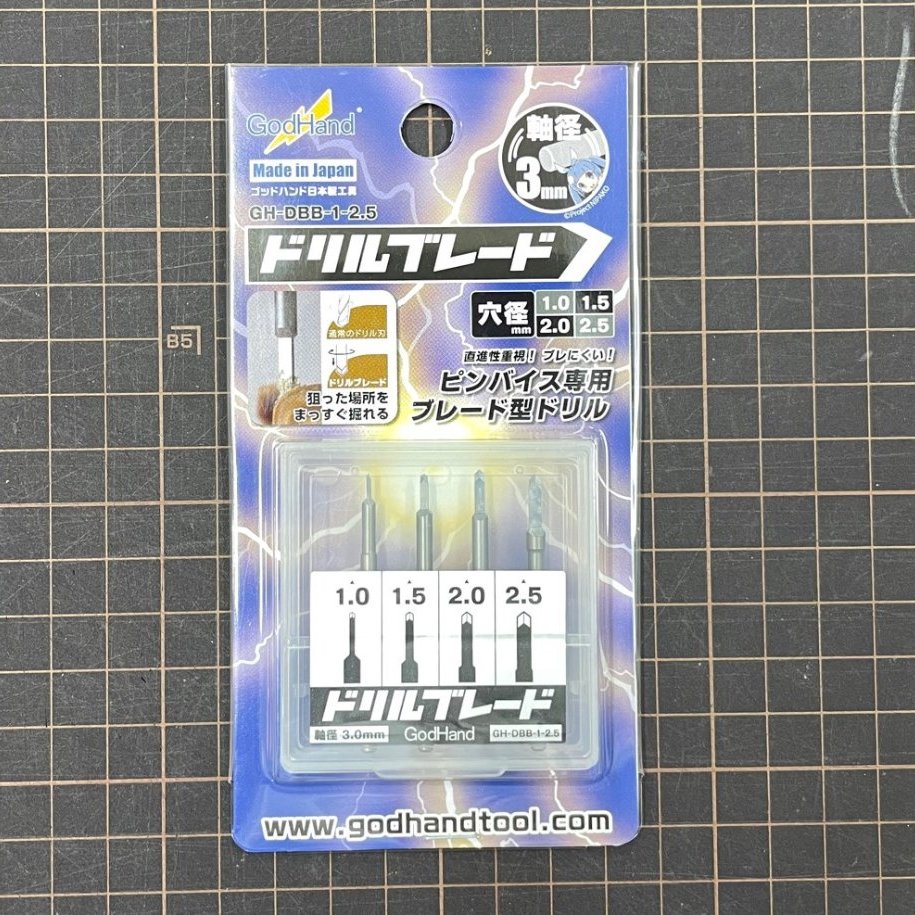 GodHand
Made in Japan
ゴッドハンド日本製工具
GH-DBB-1-2.5
軸径
3mm
©Project NIPAKO
ドリルブレード
穴径mm 1.0 1.5
2.0 2.5
通常のドリル刃
ドリルブレード
狙った場所を
まっすぐ掘れる
直進性重視！ ブレにくい！
ピンバイス専用
ブレード型ドリル
B5
1.0 1.5 2.0 2.5
ドリルブレード
軸径 3.0mm GodHand GH-DBB-1-2.5
www.godhandtool.com